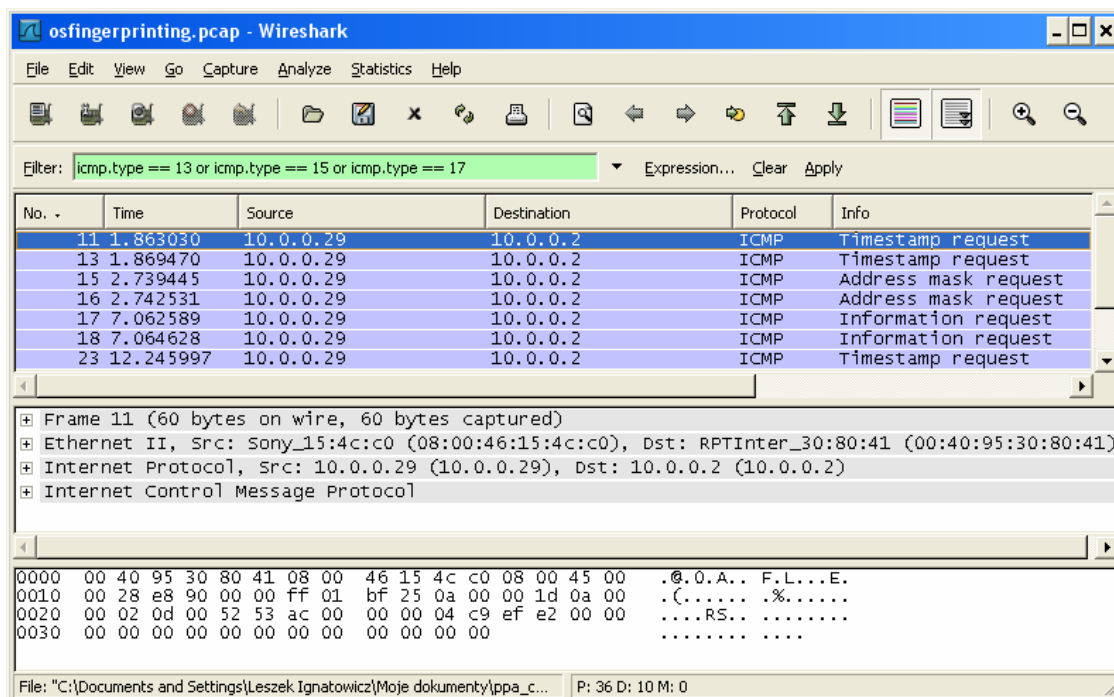 osfingerprinting.pcap - Wireshark
File Edit View Go Capture Analyze Statistics Help
Filter: icmp.type == 13 or icmp.type == 15 or icmp.type == 17 Expression... Clear Apply
No. Time Source Destination Protocol Info
11 1.863030 10.0.0.29 10.0.0.2 ICMP Timestamp request
13 1.869470 10.0.0.29 10.0.0.2 ICMP Timestamp request
15 2.739445 10.0.0.29 10.0.0.2 ICMP Address mask request
16 2.742531 10.0.0.29 10.0.0.2 ICMP Address mask request
17 7.062589 10.0.0.29 10.0.0.2 ICMP Information request
18 7.064628 10.0.0.29 10.0.0.2 ICMP Information request
23 12.245997 10.0.0.29 10.0.0.2 ICMP Timestamp request
Frame 11 (60 bytes on wire, 60 bytes captured)
Ethernet II, Src: Sony_15:4c:c0 (08:00:46:15:4c:c0), Dst: RPTInter_30:80:41 (00:40:95:30:80:41)
Internet Protocol, Src: 10.0.0.29 (10.0.0.29), Dst: 10.0.0.2 (10.0.0.2)
Internet Control Message Protocol
0000 00 40 95 30 80 41 08 00 46 15 4c c0 08 00 45 00 .@.0.A.. F.L...E.
0010 00 28 e8 90 00 00 ff 01 bf 25 0a 00 00 1d 0a 00 .(...... .%......
0020 00 02 0d 00 52 53 ac 00 00 00 04 c9 ef e2 00 00 ....RS.. ........
0030 00 00 00 00 00 00 00 00 00 00 00 00 ........ ....
File: "C:\Documents and Settings\Leszek Ignatowicz\Moje dokumenty\ppa_c... P: 36 D: 10 M: 0